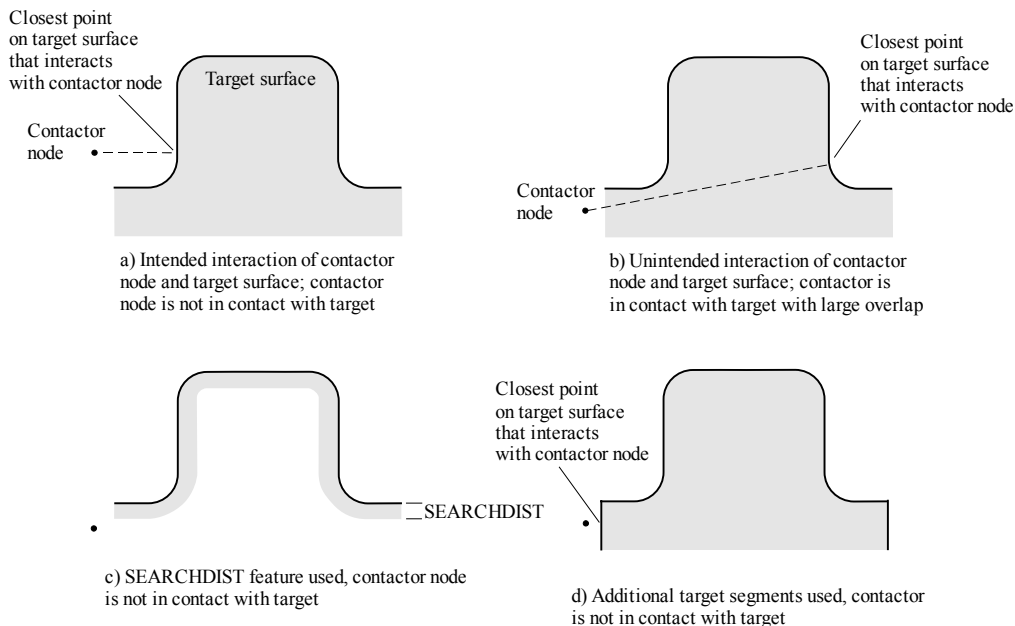 Closest point
on target surface
that interacts
with contactor node
Target surface
Contactor
node
a) Intended interaction of contactor
node and target surface; contactor
node is not in contact with target
Closest point
on target surface
that interacts
with contactor node
Contactor
node
b) Unintended interaction of contactor
node and target surface; contactor is
in contact with target with large overlap
SEARCHDIST
c) SEARCHDIST feature used, contactor node
is not in contact with target
Closest point
on target surface
that interacts
with contactor node
d) Additional target segments used, contactor
is not in contact with target